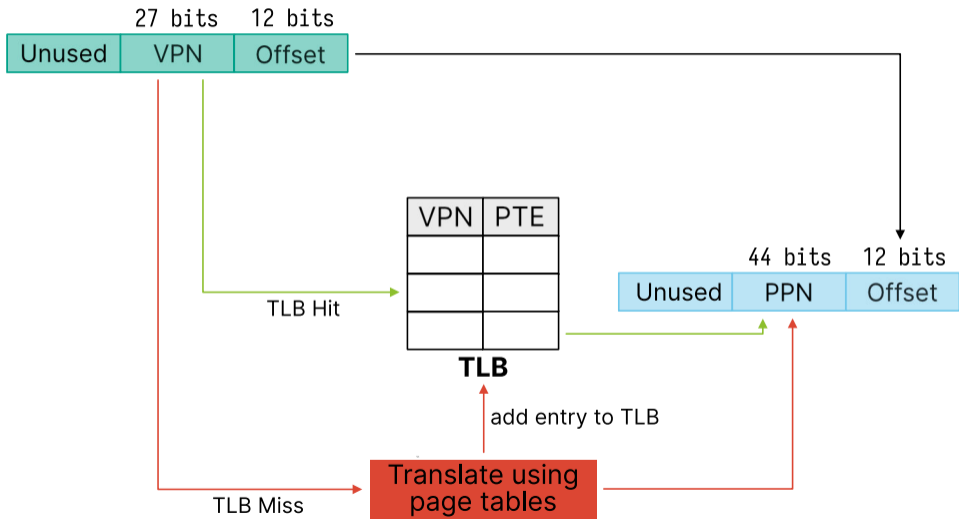 27 bits 12 bits
Unused VPN Offset
VPN PTE
44 bits 12 bits
Unused PPN Offset
TLB Hit
TLB
add entry to TLB
Translate using
page tables
TLB Miss